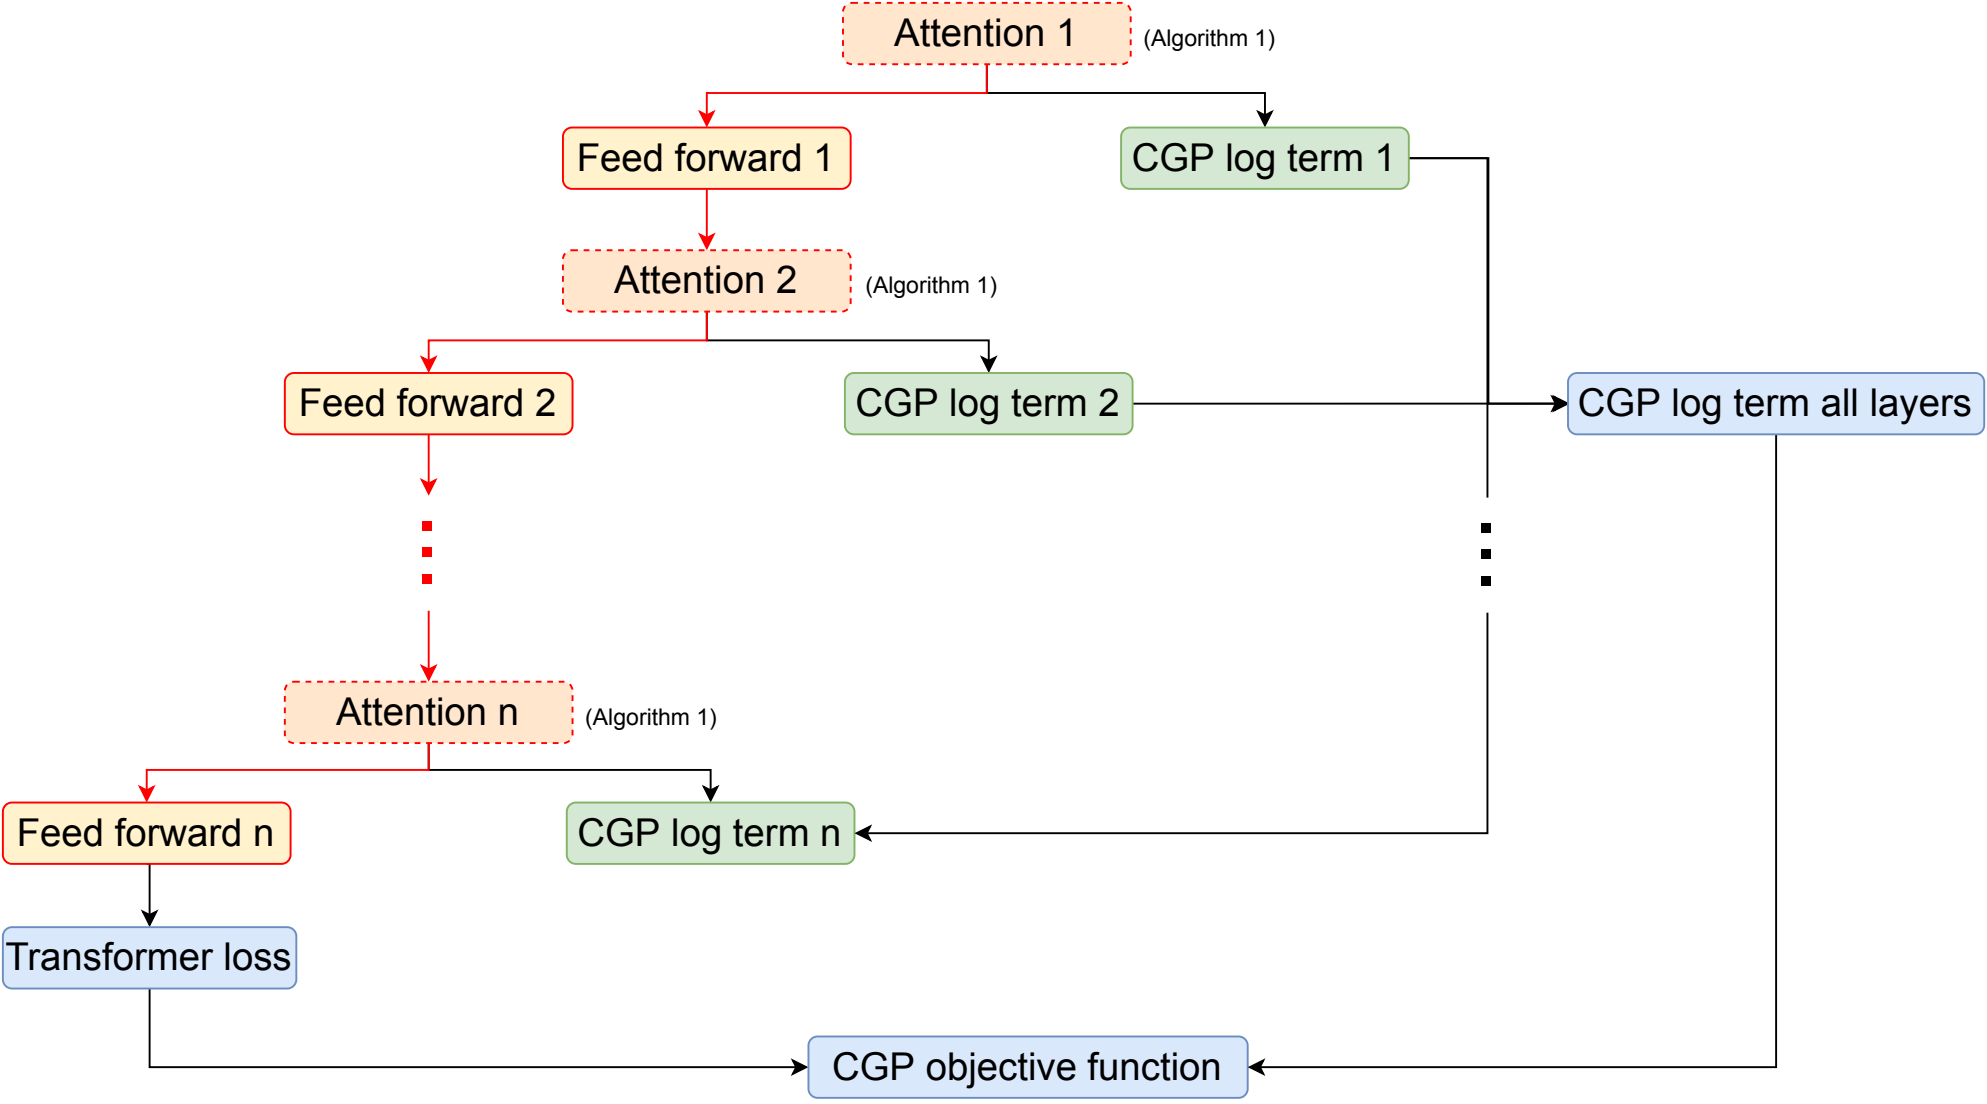 Attention 1
(Algorithm 1)
Feed forward 1
CGP log term 1
Attention 2
(Algorithm 1)
Feed forward 2
CGP log term 2
CGP log term all layers
Attention n
(Algorithm 1)
Feed forward n
CGP log term n
Transformer loss
CGP objective function